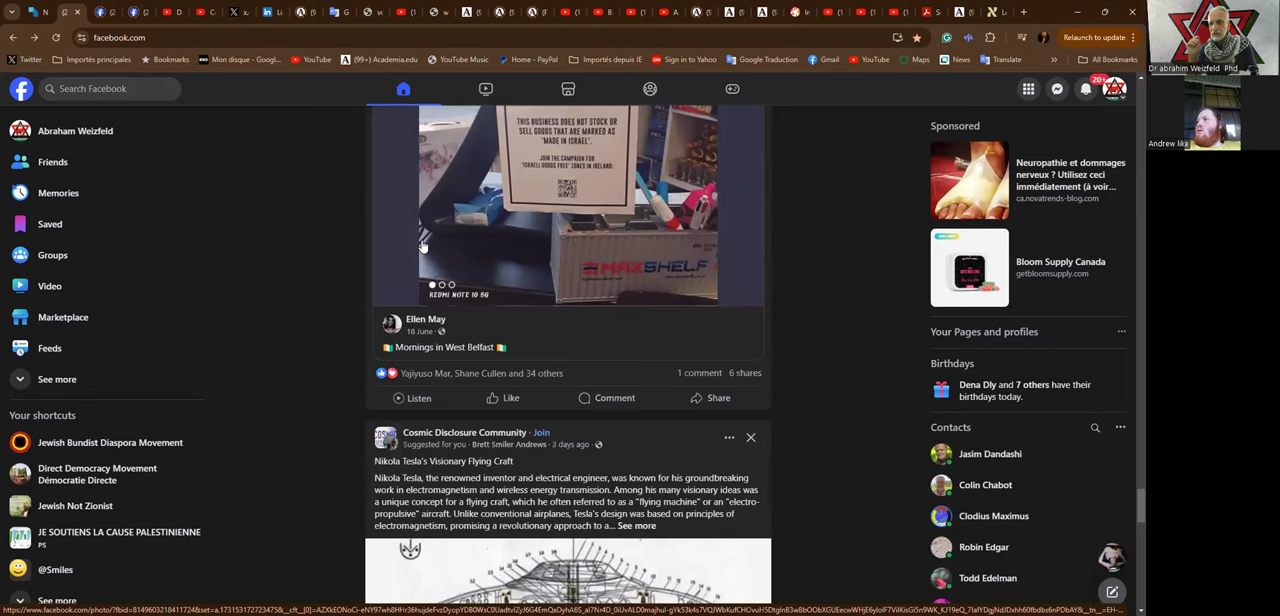 facebook.com
Relaunch to update
Twitter
Importés principales
Bookmarks
Mon disque - Googl...
YouTube
(99+) Academia.edu
YouTube Music
Home - PayPal
Importés depuis IE
Sign in to Yahoo
Google Traduction
Gmail
YouTube
News
Maps
Translate
All Bookmarks
Dr abrahim Weizfeld Phd
Andrew like
Search Facebook
20+
Abraham Weizfeld
Friends
Memories
Saved
Groups
Video
Marketplace
Feeds
See more
Your shortcuts
Jewish Bundist Diaspora Movement
Direct Democracy Movement
Démocratie Directe
Jewish Not Zionist
JE SOUTIENS LA CAUSE PALESTINIENNE
PS
@Smiles
See more
THIS BUSINESS DOES NOT STOCK OR
SELL GOODS THAT ARE MARKED AS
'MADE IN ISRAEL'.
JOIN THE CAMPAIGN FOR
'ISRAELI GOODS FREE' ZONES IN IRELAND:
MAXSHELF
REDMI NOTE 10 5G
Ellen May
18 June
Mornings in West Belfast
Yajiyuso Mar, Shane Cullen and 34 others
1 comment 6 shares
Listen
Like
Comment
Share
Cosmic Disclosure Community · Join
Suggested for you · Brett Smiler Andrews · 3 days ago
Nikola Tesla's Visionary Flying Craft
Nikola Tesla, the renowned inventor and electrical engineer, was known for his groundbreaking
work in electromagnetism and wireless energy transmission. Among his many visionary ideas was
a unique concept for a flying craft, which he often referred to as a "flying machine" or an "electro-
propulsive" aircraft. Unlike conventional airplanes, Tesla's design was based on principles of
electromagnetism, promising a revolutionary approach to a... See more
Sponsored
Neuropathie et dommages
nerveux ? Utilisez ceci
immédiatement (à voir...
ca.novatrends-blog.com
Bloom Supply Canada
getbloomsupply.com
Your Pages and profiles
Birthdays
Dena Dly and 7 others have their
birthdays today.
Contacts
Jasim Dandashi
Colin Chabot
Clodius Maximus
Robin Edgar
Todd Edelman